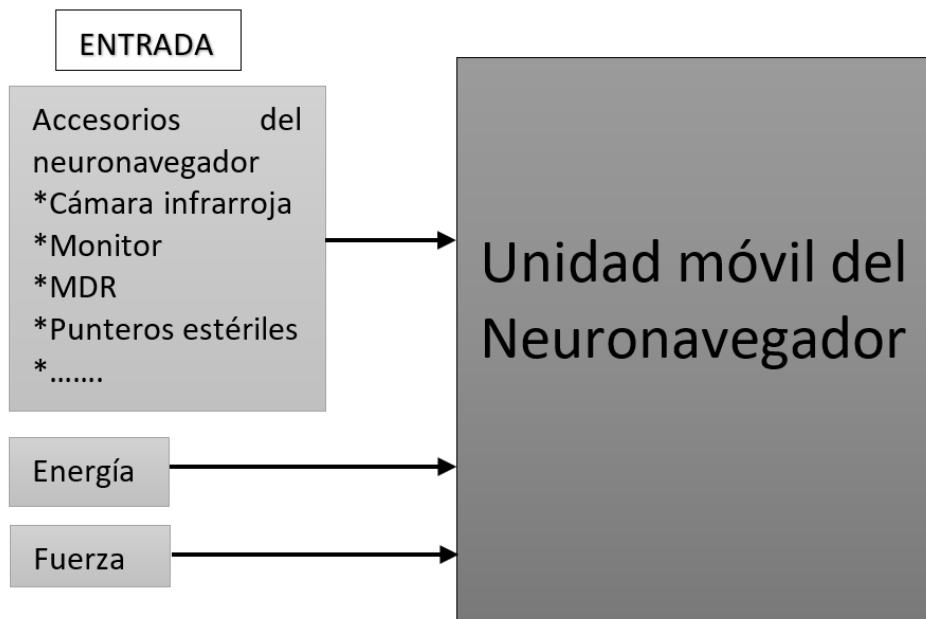 ENTRADA
Accesorios del
neuronavegador
*Cámara infrarroja
*Monitor
*MDR
*Punteros estériles
*.......
Energía
Fuerza
Unidad móvil del
Neuronavegador